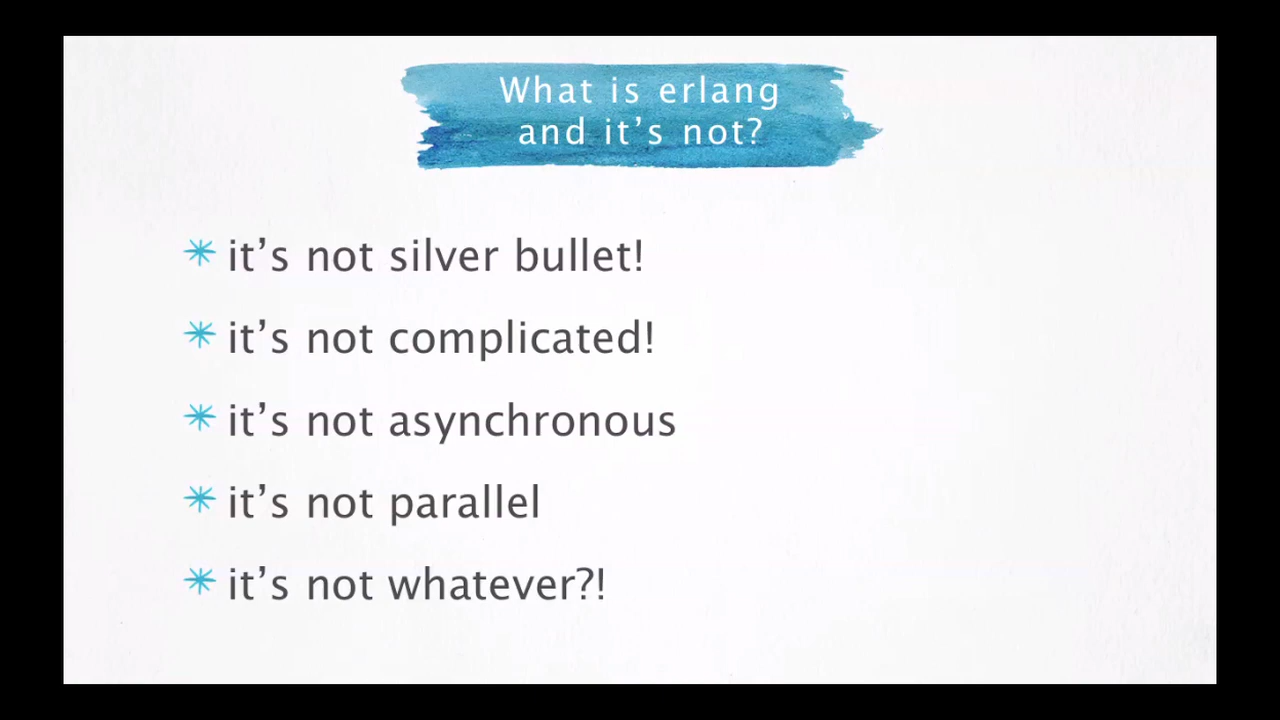 What is erlang
and it’s not?
it’s not silver bullet!
it’s not complicated!
it’s not asynchronous
it’s not parallel
it’s not whatever?!